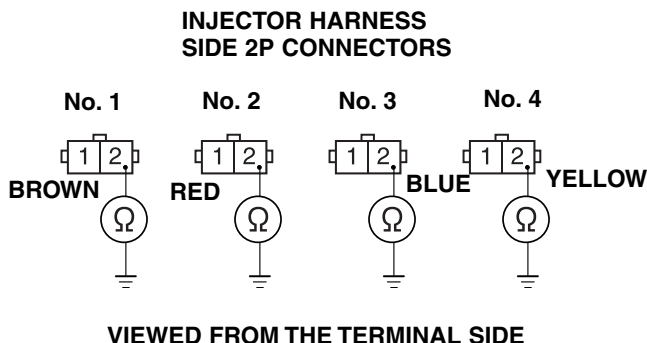 INJECTOR HARNESS
SIDE 2P CONNECTORS
No. 1 No. 2 No. 3 No. 4
1 2 1 2 1 2 1 2
BROWN RED BLUE YELLOW
Ω Ω Ω Ω
VIEWED FROM THE TERMINAL SIDE